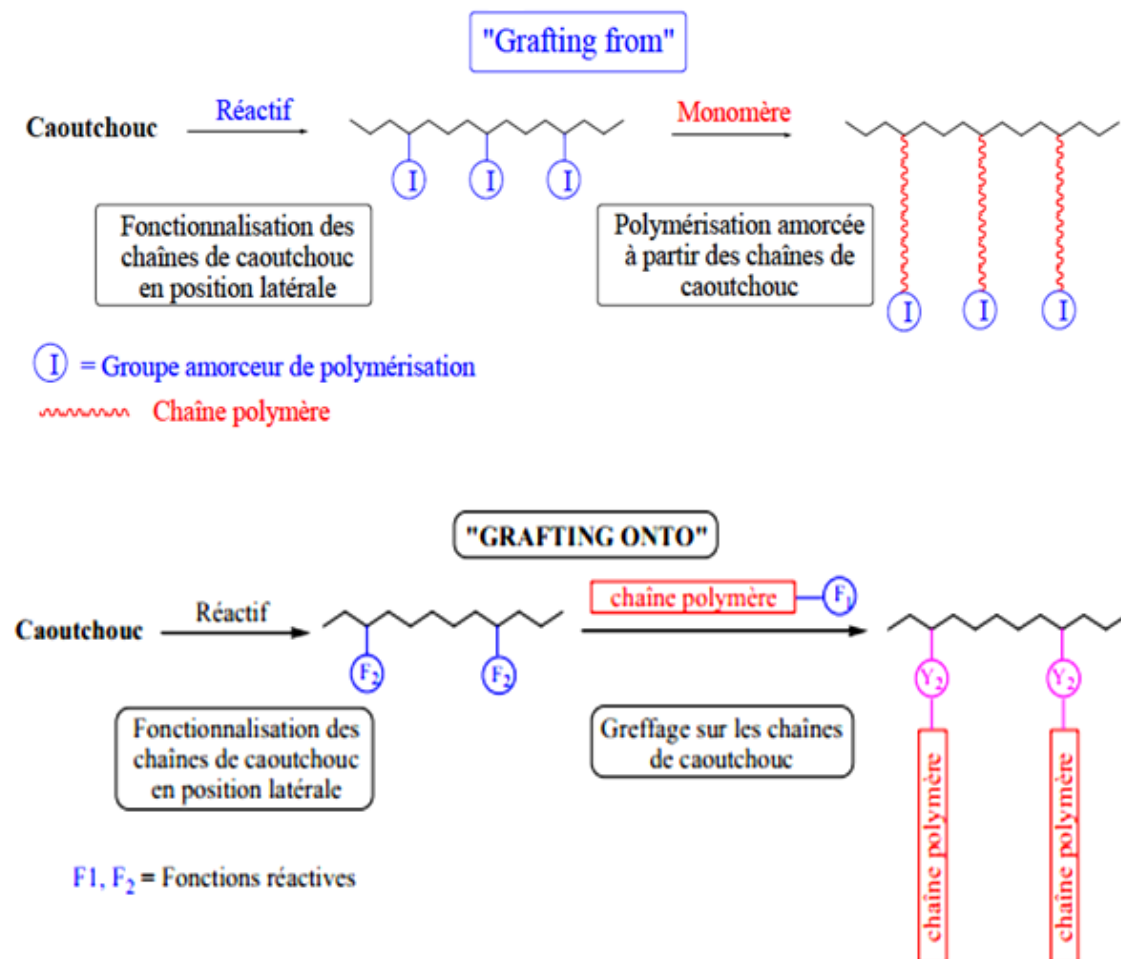 "Grafting from"
Caoutchouc
Réactif
Monomère
I
I
I
Fonctionnalisation des
chaînes de caoutchouc
en position latérale
Polymérisation amorcée
à partir des chaînes de
caoutchouc
I
I
I
I = Groupe amorceur de polymérisation
Chaîne polymère
"GRAFTING ONTO"
Caoutchouc
Réactif
chaîne polymère
F1
F2
F2
Y2
Y2
Fonctionnalisation des
chaînes de caoutchouc
en position latérale
Greffage sur les chaînes
de caoutchouc
chaîne polymère
chaîne polymère
F1, F2 = Fonctions réactives